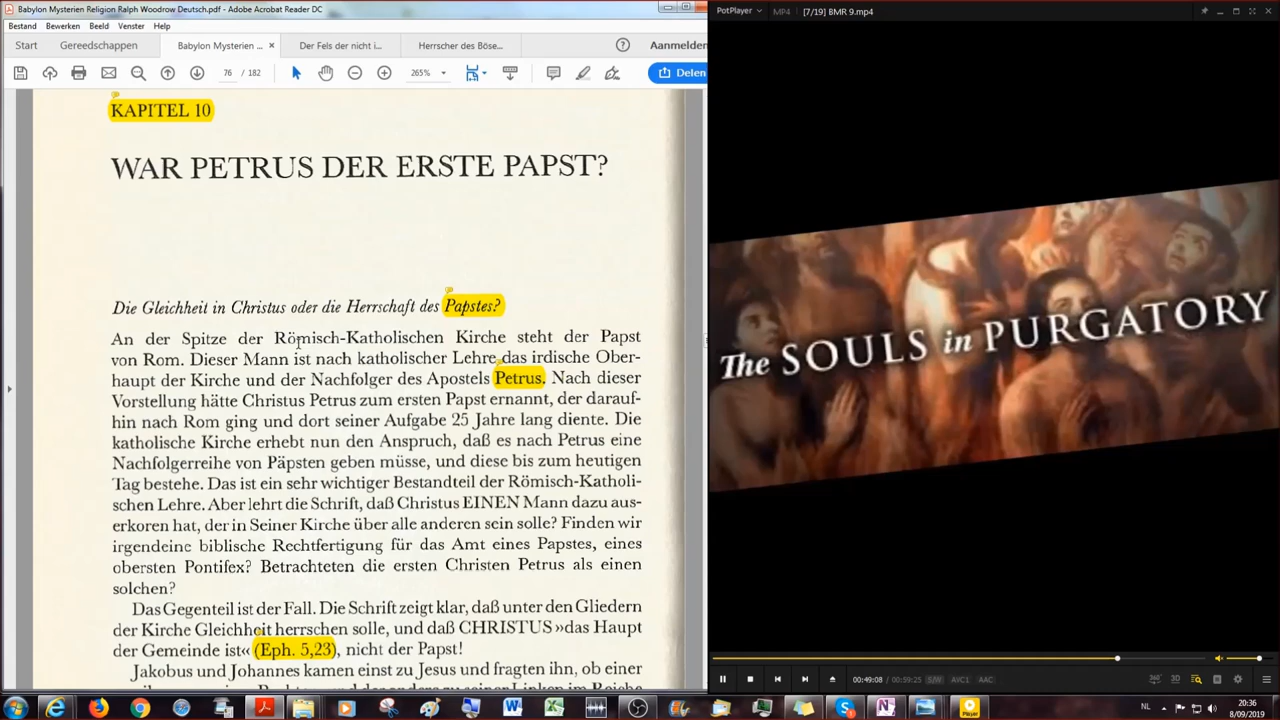 Babylon Mysterien Religion Ralph Woodrow Deutsch.pdf - Adobe Acrobat Reader DC
Bestand Bewerken Beeld Venster Help
Start Gereedschappen Babylon Mysterien ... × Der Fels der nicht i... Herrscher des Böse... Aanmelden
76 / 182 265% Delen
KAPITEL 10
WAR PETRUS DER ERSTE PAPST?
Die Gleichheit in Christus oder die Herrschaft des Papstes?
An der Spitze der Römisch-Katholischen Kirche steht der Papst
von Rom. Dieser Mann ist nach katholischer Lehre das irdische Ober-
haupt der Kirche und der Nachfolger des Apostels Petrus. Nach dieser
Vorstellung hätte Christus Petrus zum ersten Papst ernannt, der darauf-
hin nach Rom ging und dort seiner Aufgabe 25 Jahre lang diente. Die
katholische Kirche erhebt nun den Anspruch, daß es nach Petrus eine
Nachfolgerreihe von Päpsten geben müsse, und diese bis zum heutigen
Tag bestehe. Das ist ein sehr wichtiger Bestandteil der Römisch-Katholi-
schen Lehre. Aber lehrt die Schrift, daß Christus EINEN Mann dazu aus-
erkoren hat, der in Seiner Kirche über alle anderen sein solle? Finden wir
irgendeine biblische Rechtfertigung für das Amt eines Papstes, eines
obersten Pontifex? Betrachteten die ersten Christen Petrus als einen
solchen?
Das Gegenteil ist der Fall. Die Schrift zeigt klar, daß unter den Gliedern
der Kirche Gleichheit herrschen solle, und daß CHRISTUS »das Haupt
der Gemeinde ist« (Eph. 5,23), nicht der Papst!
Jakobus und Johannes kamen einst zu Jesus und fragten ihn, ob einer
PotPlayer MP4 [7/19] BMR 9.mp4
The SOULS in PURGATORY
00:49:08 / 00:59:25 S/W AVC1 AAC
360° 3D
NL 20:36
8/09/2019